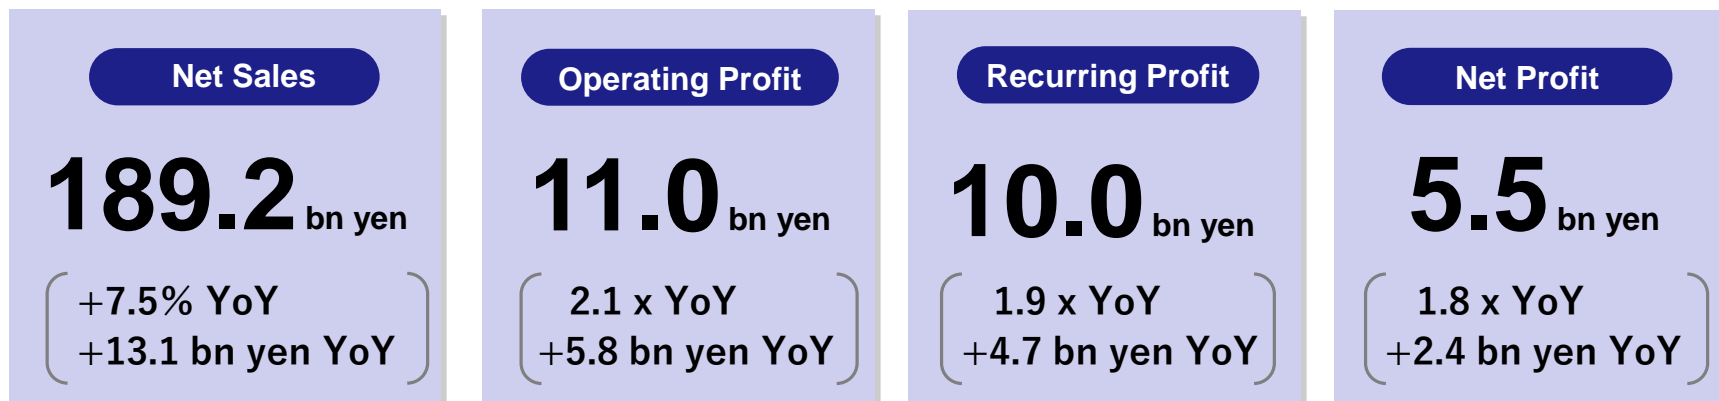 Net Sales
189.2 bn yen
+7.5% YoY
+13.1 bn yen YoY
Operating Profit
11.0 bn yen
2.1 x YoY
+5.8 bn yen YoY
Recurring Profit
10.0 bn yen
1.9 x YoY
+4.7 bn yen YoY
Net Profit
5.5 bn yen
1.8 x YoY
+2.4 bn yen YoY